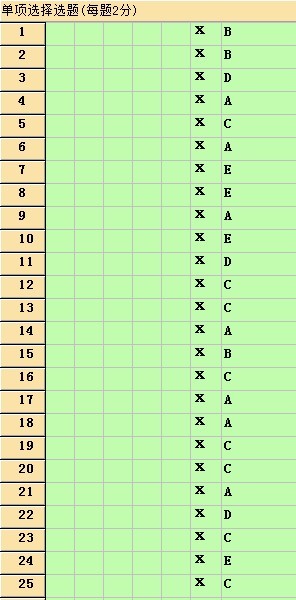 单项选择选题(每题2分)
1 X B
2 X B
3 X D
4 X A
5 X C
6 X A
7 X E
8 X E
9 X A
10 X E
11 X D
12 X C
13 X C
14 X A
15 X B
16 X C
17 X A
18 X A
19 X C
20 X C
21 X A
22 X D
23 X C
24 X E
25 X C